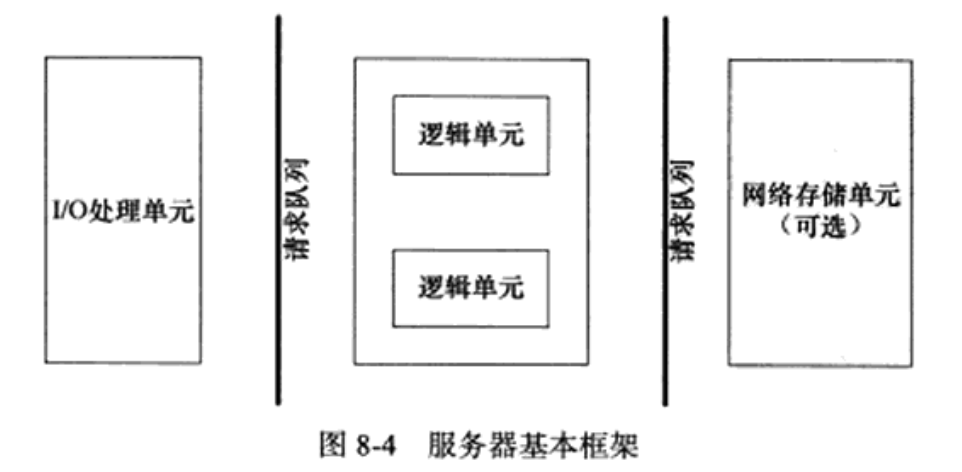 I/O处理单元
请求队列
逻辑单元
逻辑单元
请求队列
网络存储单元
（可选）
图 8-4 服务器基本框架